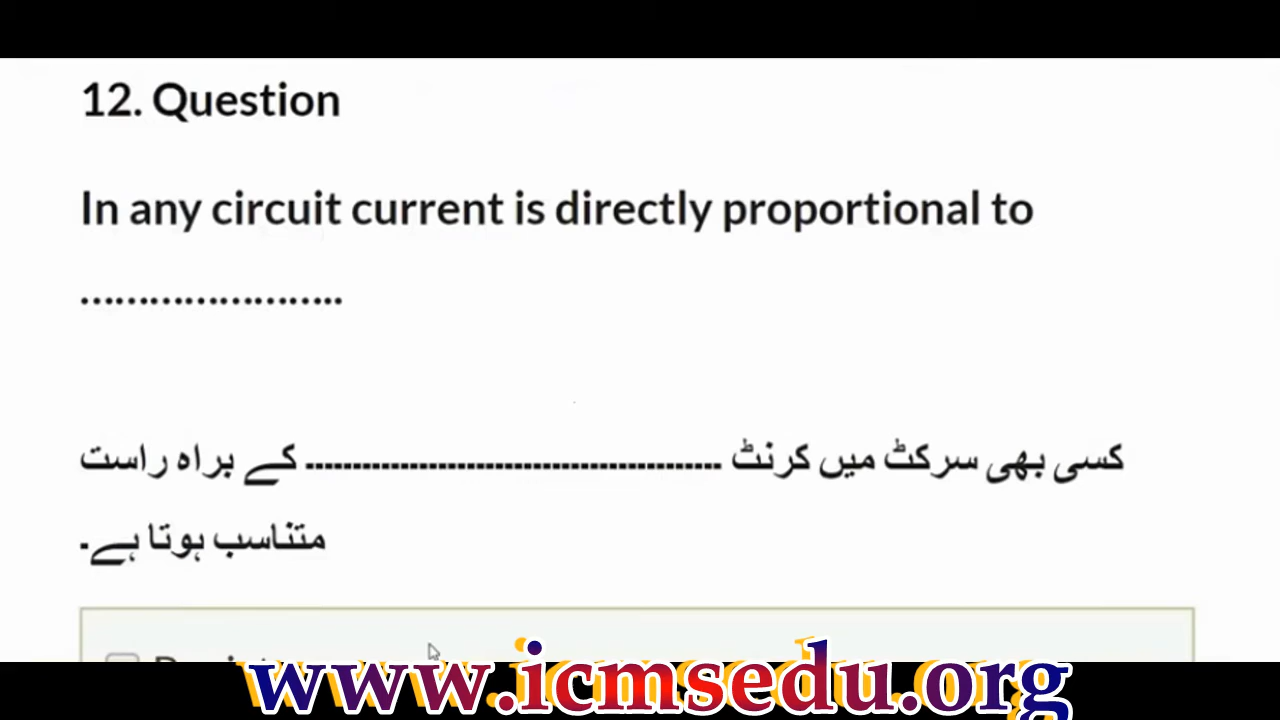 12. Question
In any circuit current is directly proportional to
……………………..
کسی بھی سرکٹ میں کرنٹ ............................................ کے براہ راست
متناسب ہوتا ہے۔
www.icmsedu.org